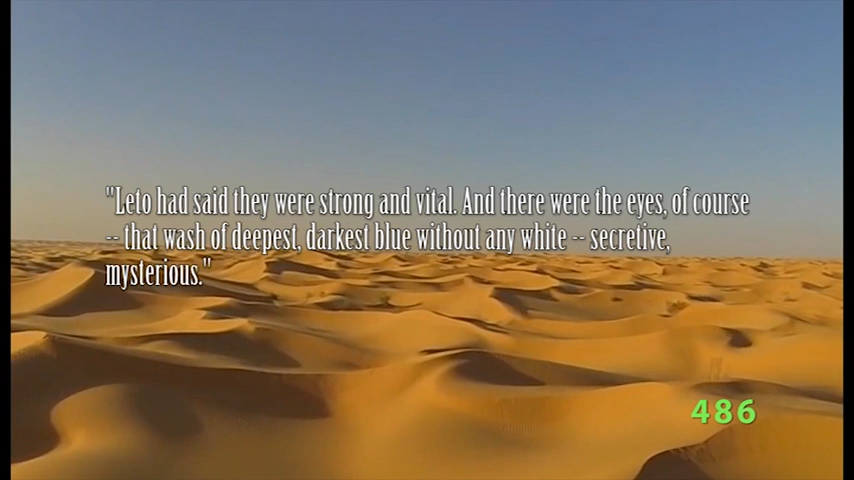 "Leto had said they were strong and vital. And there were the eyes, of course
-- that wash of deepest, darkest blue without any white -- secretive,
mysterious."
486